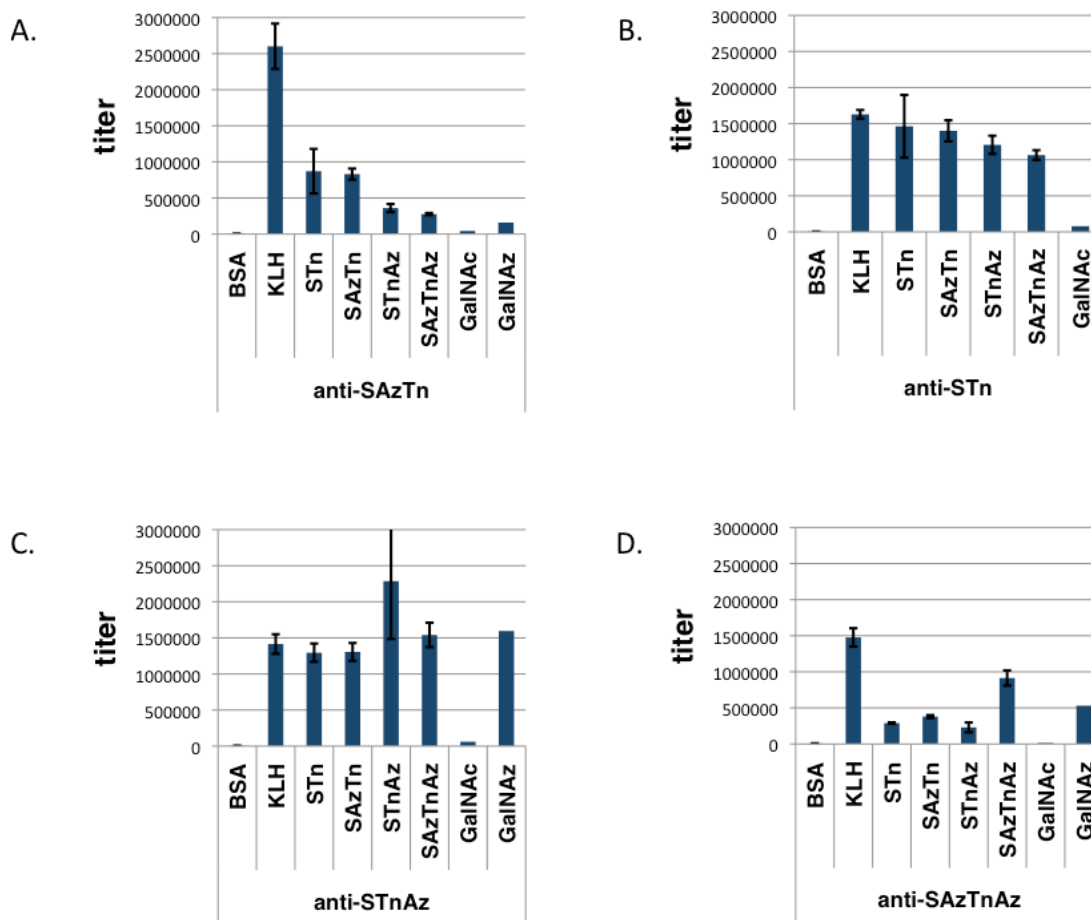 A.
titer
3000000
2500000
2000000
1500000
1000000
500000
0
BSA
KLH
STn
SAzTn
STnAz
SAzTnAz
GalNAc
GalNAz
anti-SAzTn
B.
titer
3000000
2500000
2000000
1500000
1000000
500000
0
BSA
KLH
STn
SAzTn
STnAz
SAzTnAz
GalNAc
anti-STn
C.
titer
3000000
2500000
2000000
1500000
1000000
500000
0
BSA
KLH
STn
SAzTn
STnAz
SAzTnAz
GalNAc
GalNAz
anti-STnAz
D.
titer
3000000
2500000
2000000
1500000
1000000
500000
0
BSA
KLH
STn
SAzTn
STnAz
SAzTnAz
GalNAc
GalNAz
anti-SAzTnAz